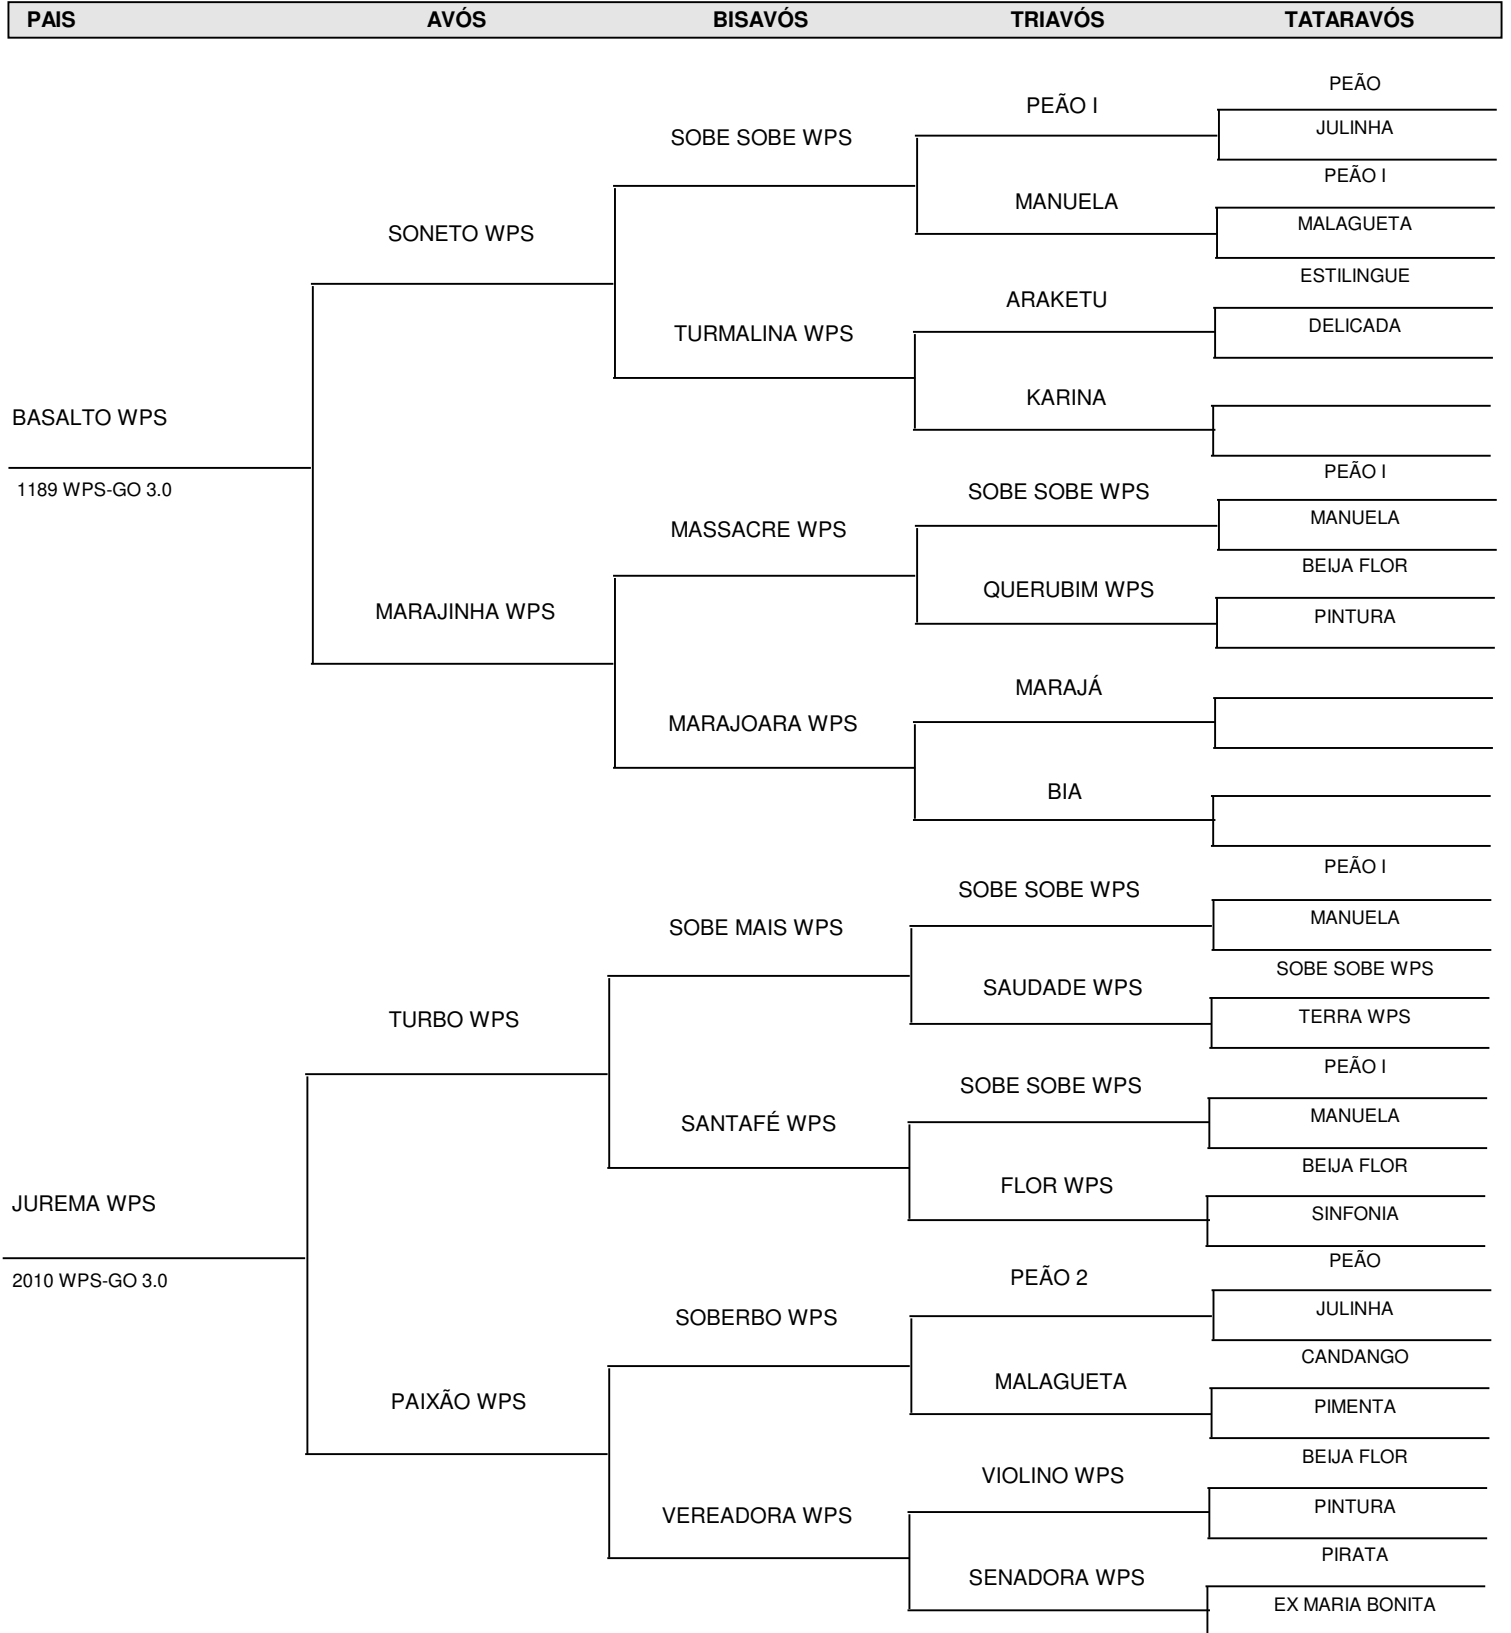 PAIS AVÓS BISAVÓS TRIAVÓS TATARAVÓS
PEÃO
PEÃO I
JULINHA
SOBE SOBE WPS
PEÃO I
MANUELA
MALAGUETA
SONETO WPS
ESTILINGUE
ARAKETU
DELICADA
TURMALINA WPS
KARINA
BASALTO WPS
PEÃO I
1189 WPS-GO 3.0
SOBE SOBE WPS
MANUELA
MASSACRE WPS
BEIJA FLOR
QUERUBIM WPS
MARAJINHA WPS
PINTURA
MARAJÁ
MARAJOARA WPS
BIA
PEÃO I
SOBE SOBE WPS
MANUELA
SOBE MAIS WPS
SOBE SOBE WPS
SAUDADE WPS
TURBO WPS
TERRA WPS
PEÃO I
SOBE SOBE WPS
MANUELA
SANTAFÉ WPS
BEIJA FLOR
FLOR WPS
JUREMA WPS
SINFONIA
PEÃO
2010 WPS-GO 3.0
PEÃO 2
JULINHA
SOBERBO WPS
CANDANGO
MALAGUETA
PAIXÃO WPS
PIMENTA
BEIJA FLOR
VIOLINO WPS
PINTURA
VEREADORA WPS
PIRATA
SENADORA WPS
EX MARIA BONITA